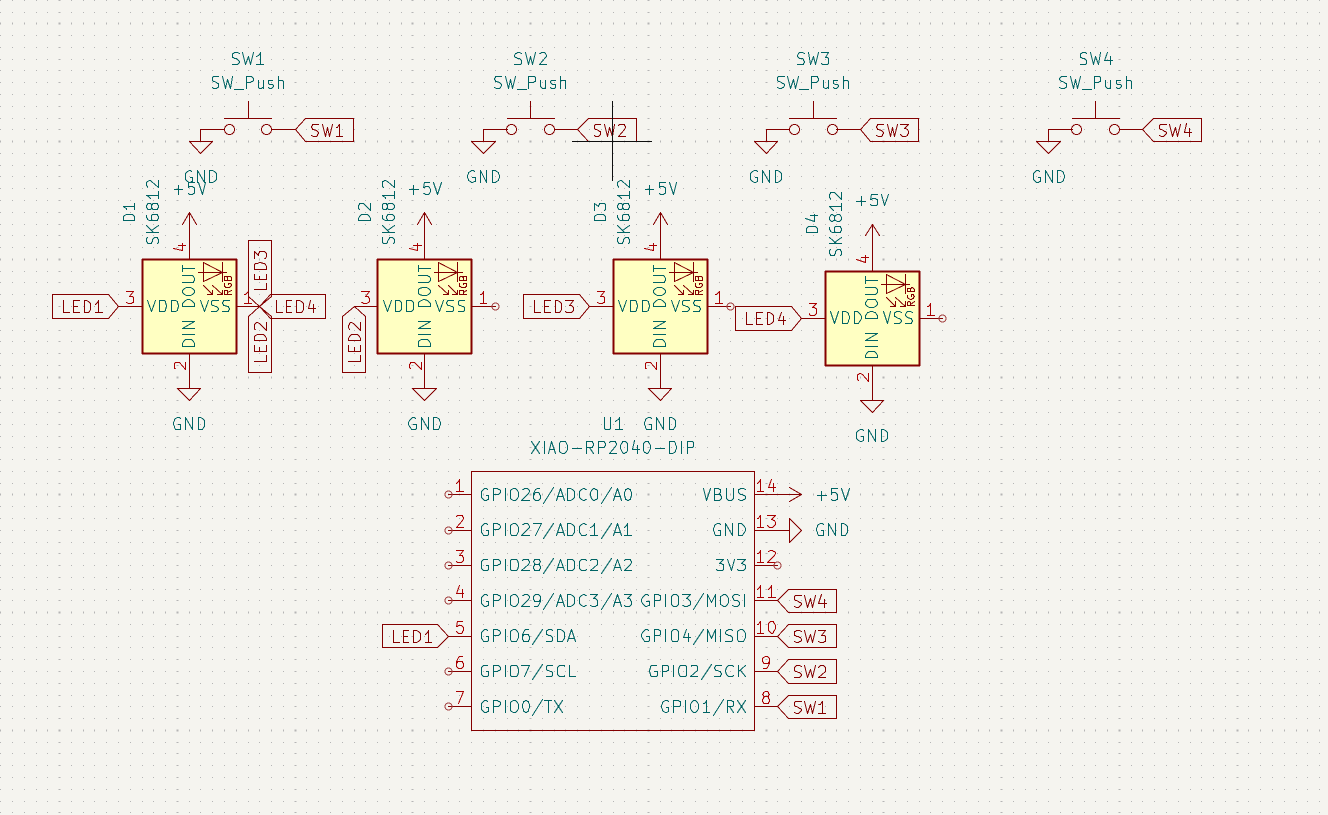 SW1
SW_Push
SW1
GND
SW2
SW_Push
SW2
GND
SW3
SW_Push
SW3
GND
SW4
SW_Push
SW4
GND
D1
SK6812
+5V
4
LED1
3
VDD
DOUT
DIN
VSS
RGB
1
LED3
LED4
LED2
2
GND
D2
SK6812
+5V
4
LED2
3
VDD
DOUT
DIN
VSS
RGB
1
2
GND
D3
SK6812
+5V
4
LED3
3
VDD
DOUT
DIN
VSS
RGB
1
2
GND
D4
SK6812
+5V
4
LED4
3
VDD
DOUT
DIN
VSS
RGB
1
2
GND
U1
XIAO-RP2040-DIP
1 GPIO26/ADC0/A0 VBUS 14 +5V
2 GPIO27/ADC1/A1 GND 13 GND
3 GPIO28/ADC2/A2 3V3 12
4 GPIO29/ADC3/A3 GPIO3/MOSI 11 SW4
LED1 5 GPIO6/SDA GPIO4/MISO 10 SW3
6 GPIO7/SCL GPIO2/SCK 9 SW2
7 GPIO0/TX GPIO1/RX 8 SW1